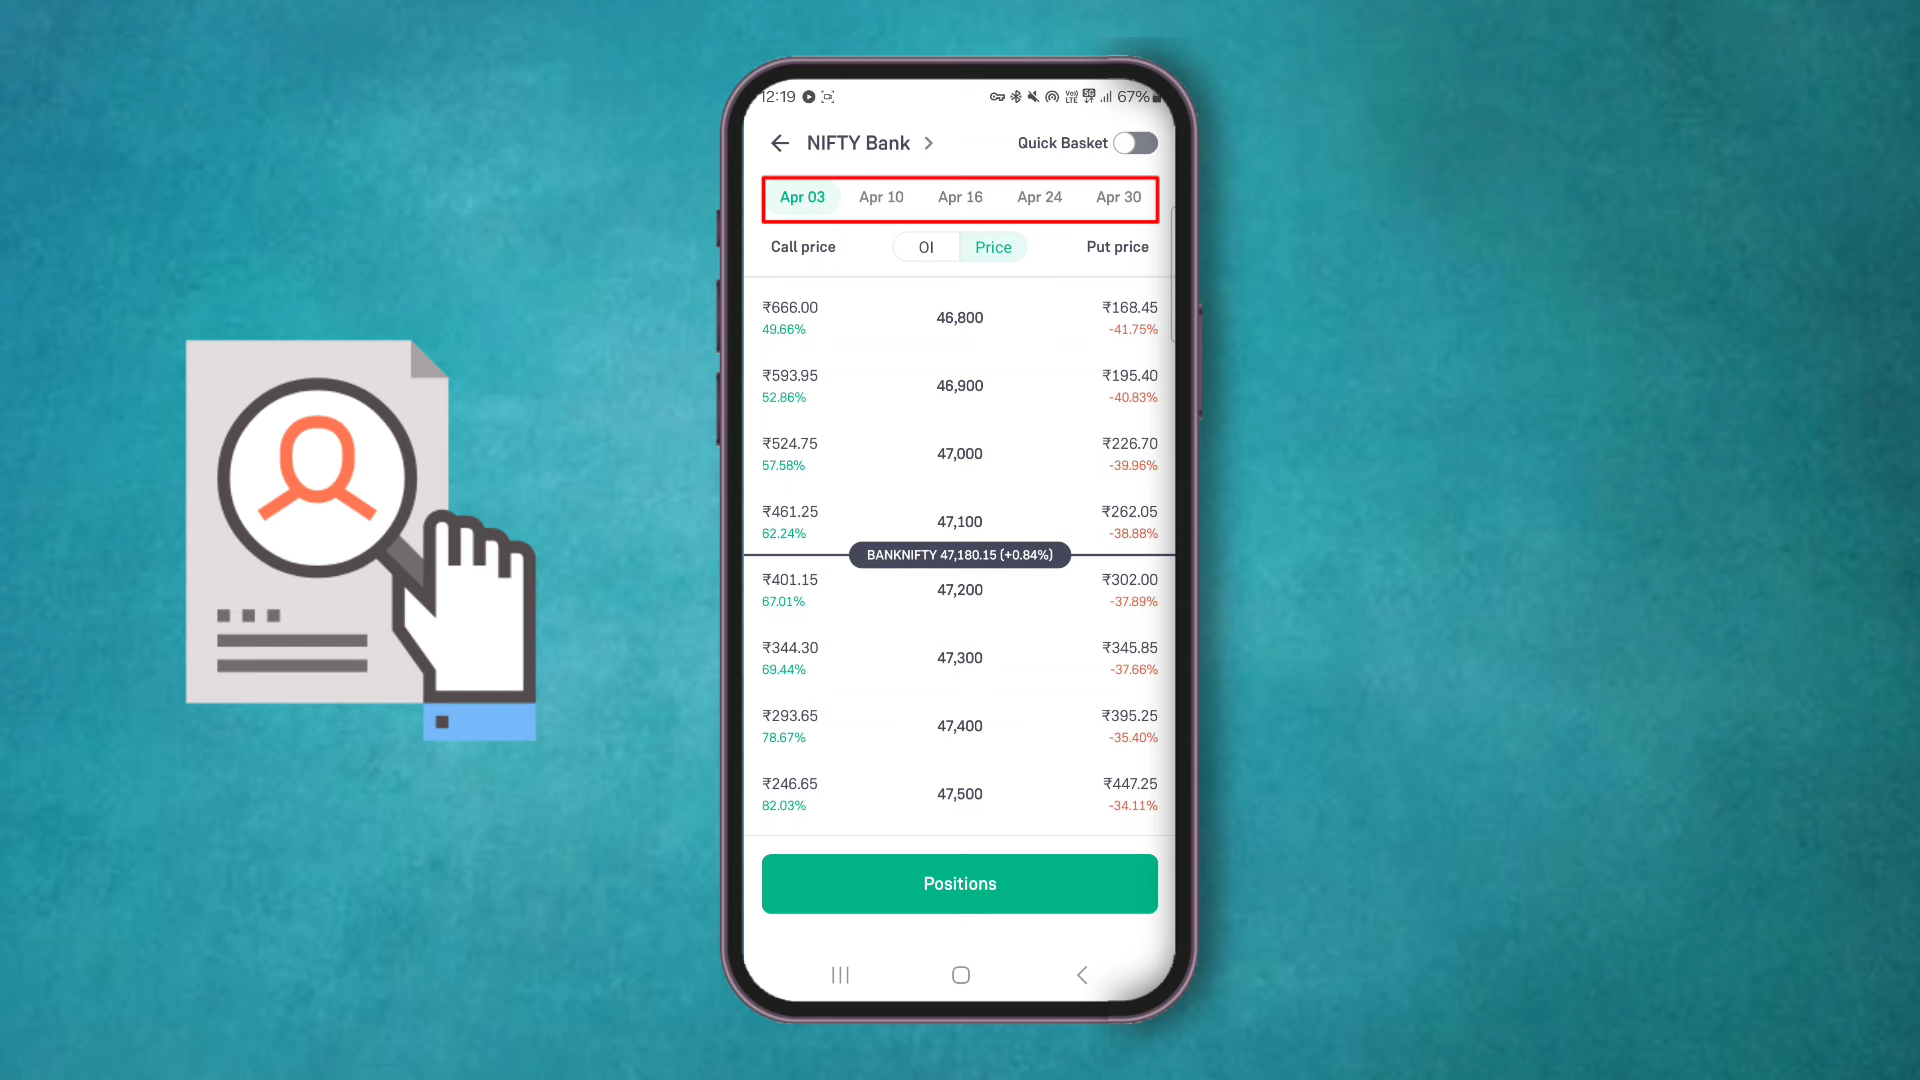 12:19 67%
NIFTY Bank Quick Basket
Apr 03 Apr 10 Apr 16 Apr 24 Apr 30
Call price OI Price Put price
₹666.00 46,800 ₹168.45
49.66% -41.75%
₹593.95 46,900 ₹195.40
52.86% -40.83%
₹524.75 47,000 ₹226.70
57.58% -39.96%
₹461.25 47,100 ₹262.05
62.24% -38.88%
BANKNIFTY 47,180.15 (+0.84%)
₹401.15 47,200 ₹302.00
67.01% -37.89%
₹344.30 47,300 ₹345.85
69.44% -37.66%
₹293.65 47,400 ₹395.25
78.67% -35.40%
₹246.65 47,500 ₹447.25
82.03% -34.11%
Positions